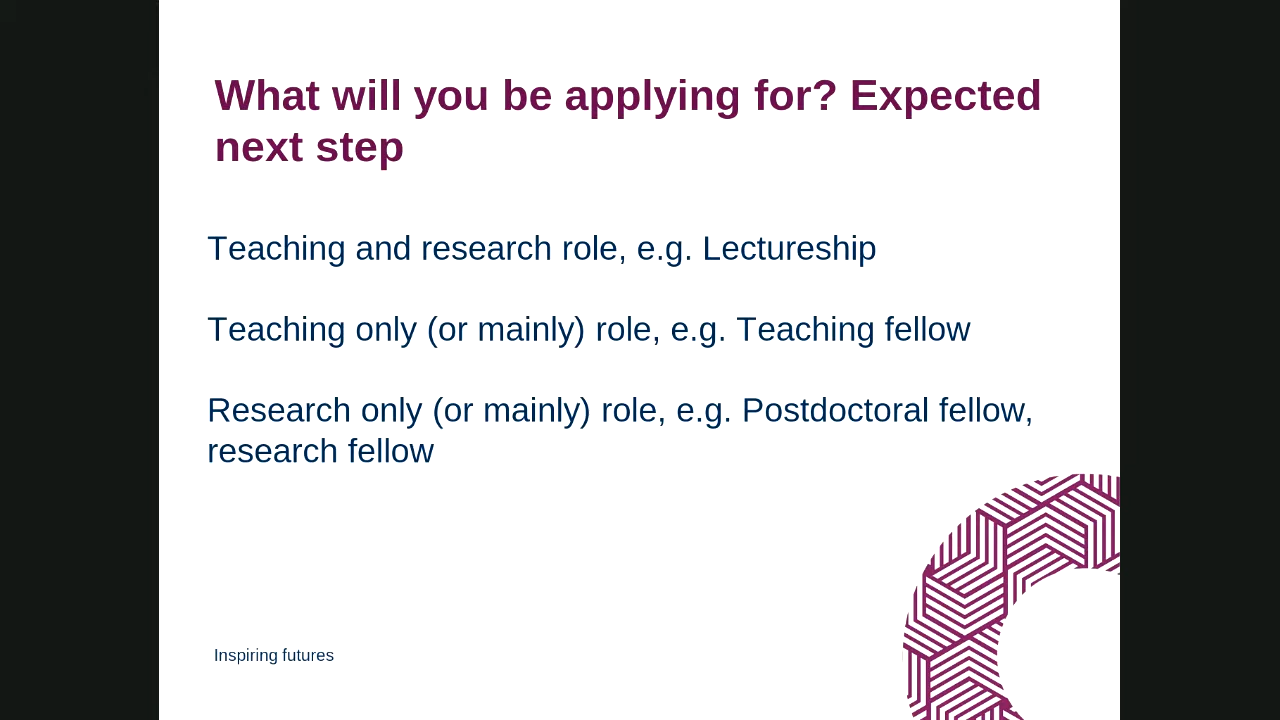 What will you be applying for? Expected
next step
Teaching and research role, e.g. Lectureship
Teaching only (or mainly) role, e.g. Teaching fellow
Research only (or mainly) role, e.g. Postdoctoral fellow,
research fellow
Inspiring futures